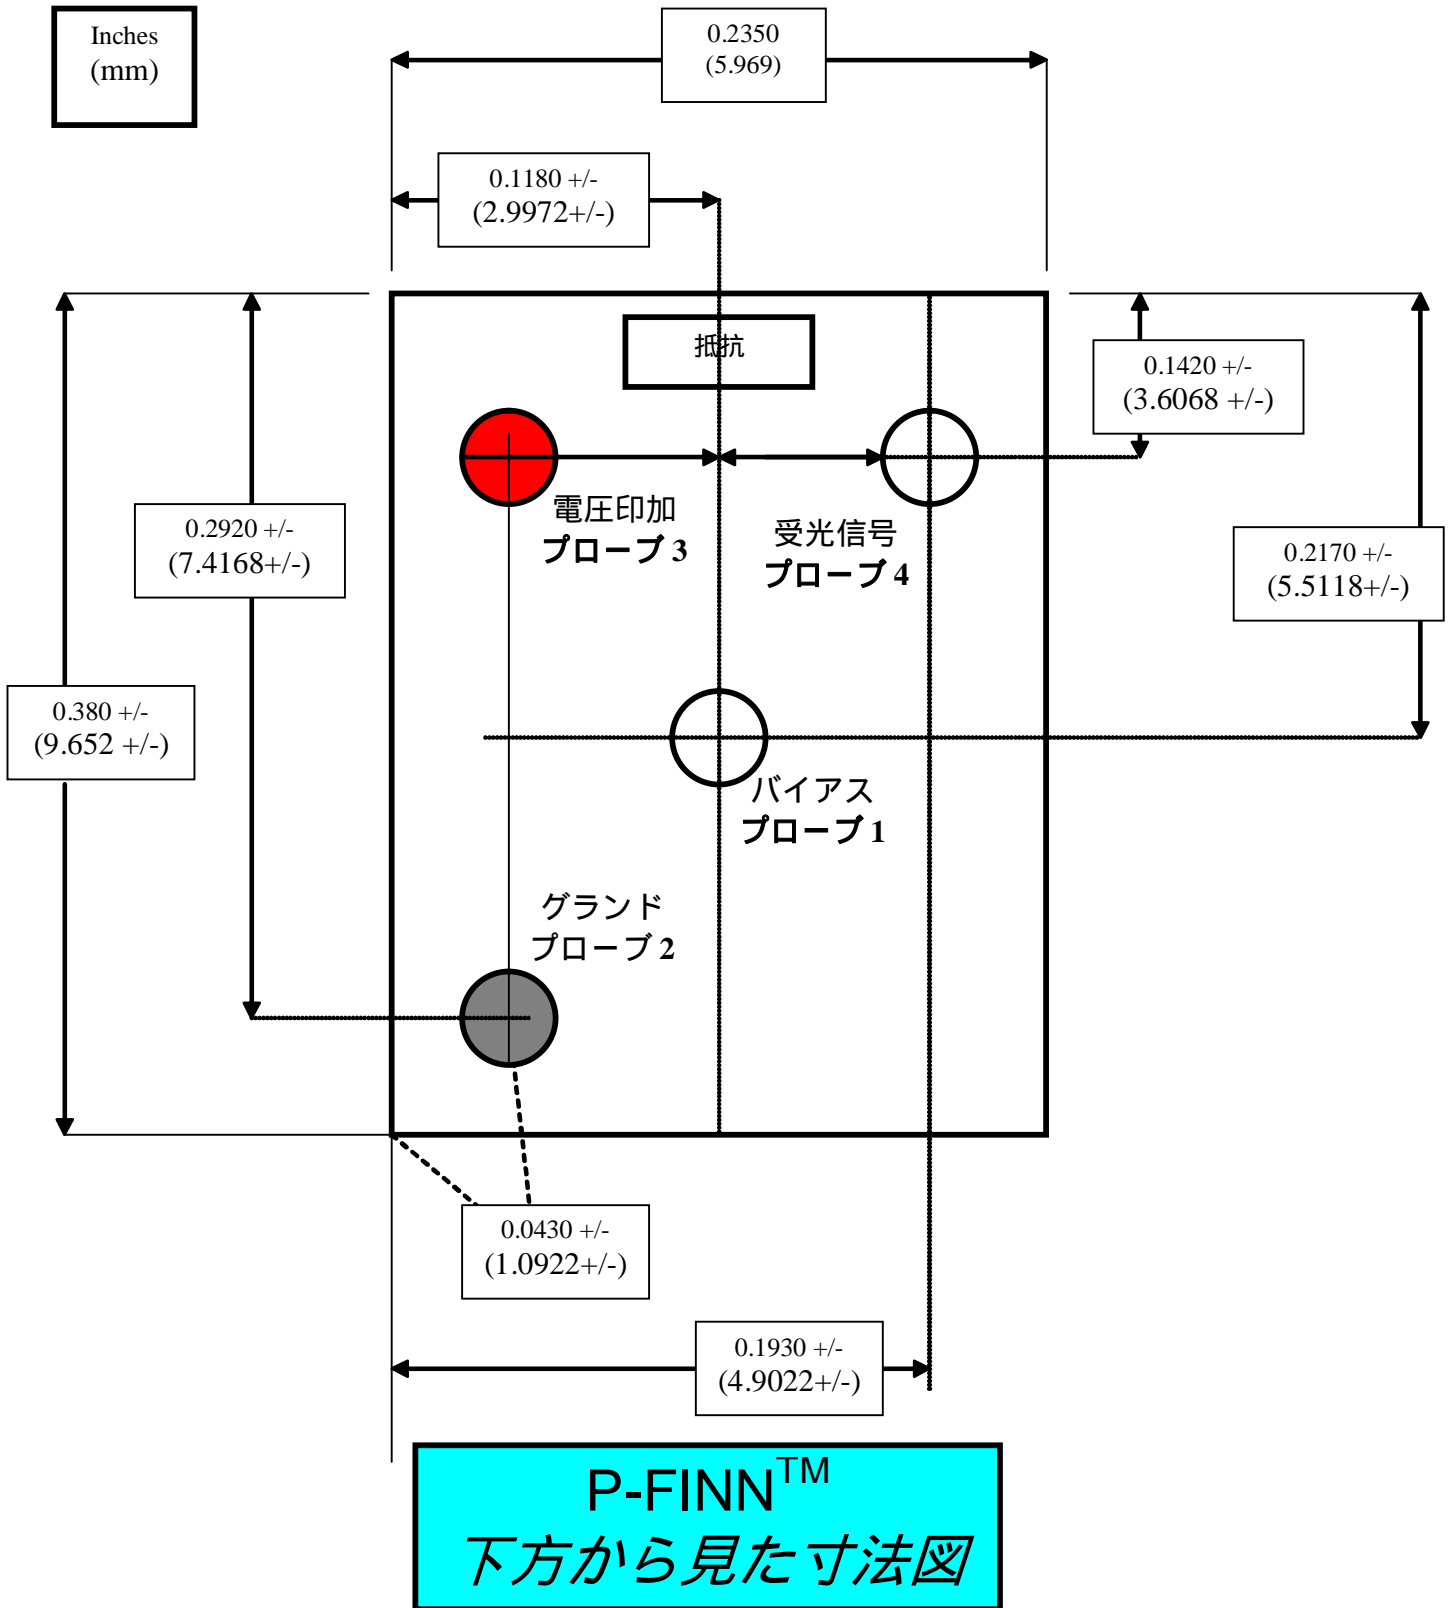 Inches
(mm)
0.2350
(5.969)
0.1180 +/-
(2.9972+/-)
抵抗
0.1420 +/-
(3.6068 +/-)
電圧印加
プローブ 3
受光信号
プローブ 4
0.2920 +/-
(7.4168+/-)
0.2170 +/-
(5.5118+/-)
0.380 +/-
(9.652 +/-)
バイアス
プローブ 1
グランド
プローブ 2
0.0430 +/-
(1.0922+/-)
0.1930 +/-
(4.9022+/-)
P-FINN™
下方から見た寸法図